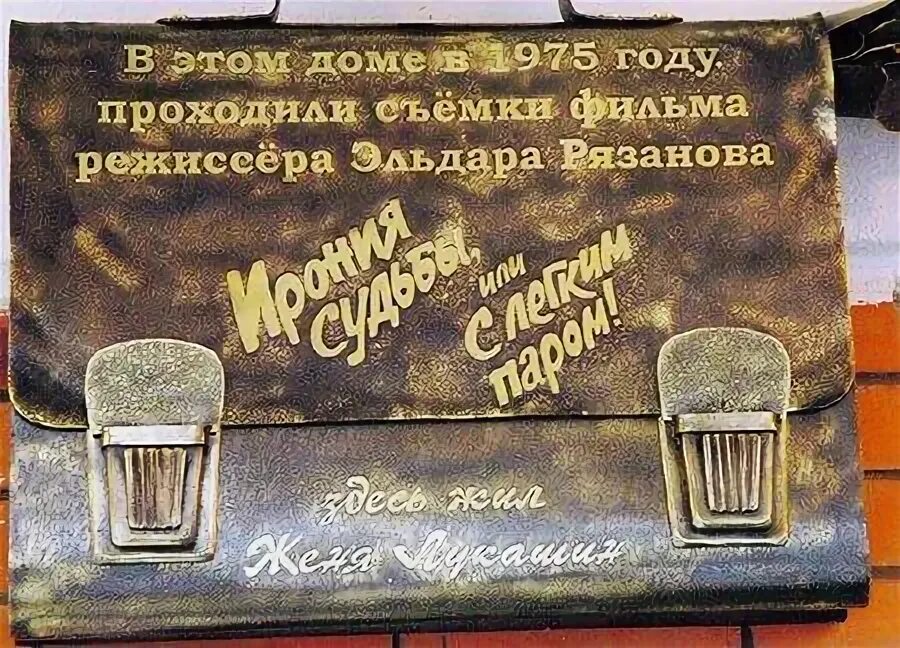 В этом доме в 1975 году,
проходили съёмки фильма
режиссёра Эльдара Рязанова
Ирония
судьбы,
или
С легким
паром!
здесь жил
Женя Лукашин